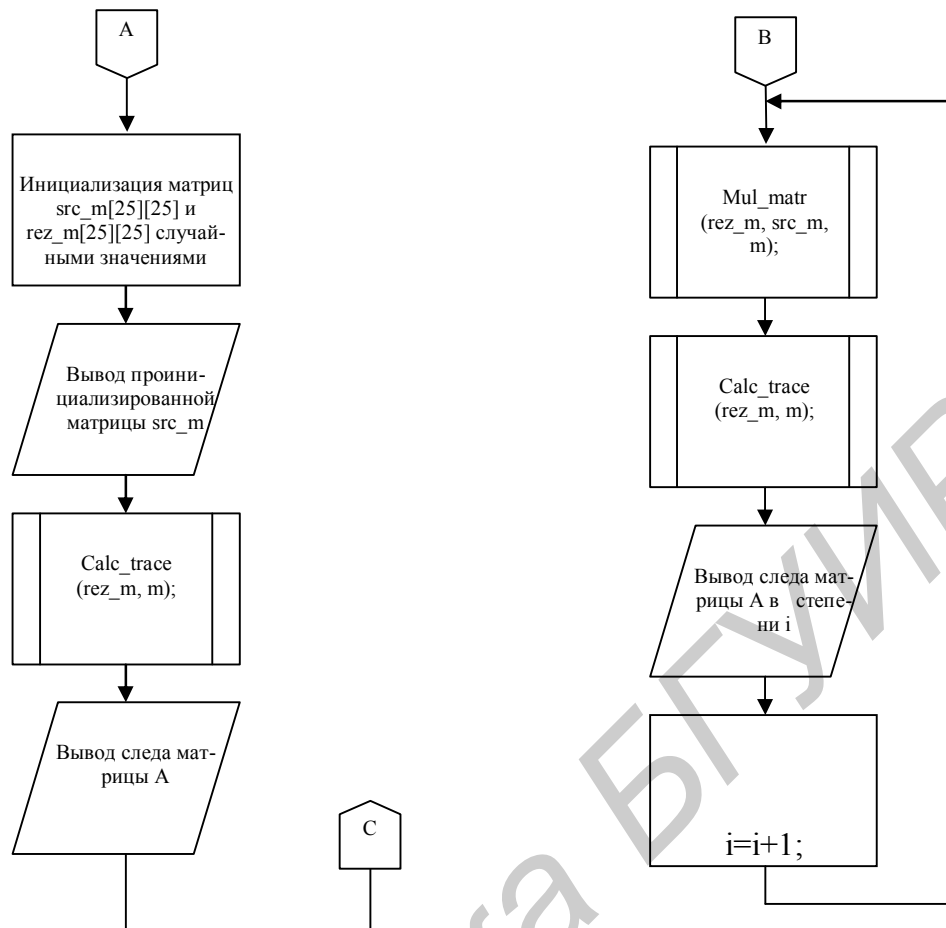 A
Инициализация матриц
src_m[25][25] и
rez_m[25][25] случай-
ными значениями
Вывод проини-
циализированной
матрицы src_m
Calc_trace
(rez_m, m);
Вывод следа мат-
рицы A
C
B
Mul_matr
(rez_m, src_m,
m);
Calc_trace
(rez_m, m);
Вывод следа мат-
рицы A в степе-
ни i
i=i+1;
БГУИР